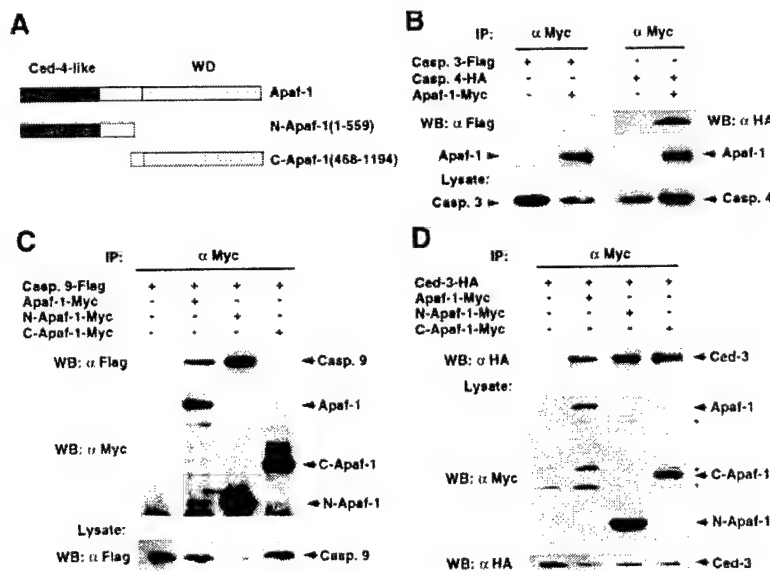 A
Ced-4-like WD
Apaf-1
N-Apaf-1(1-559)
C-Apaf-1(468-1194)
B
IP: α Myc α Myc
Casp. 3-Flag + + - -
Casp. 4-HA - - + +
Apaf-1-Myc - + - +
WB: α Flag WB: α HA
Apaf-1 Apaf-1
Lysate:
Casp. 3 Casp. 4
C
IP: α Myc
Casp. 9-Flag + + + +
Apaf-1-Myc - + - -
N-Apaf-1-Myc - - + -
C-Apaf-1-Myc - - - +
WB: α Flag Casp. 9
Apaf-1
WB: α Myc
C-Apaf-1
N-Apaf-1
Lysate:
WB: α Flag Casp. 9
D
IP: α Myc
Ced-3-HA + + + +
Apaf-1-Myc - + - -
N-Apaf-1-Myc - - + -
C-Apaf-1-Myc - - - +
WB: α HA Ced-3
Lysate:
Apaf-1
WB: α Myc C-Apaf-1
N-Apaf-1
WB: α HA Ced-3